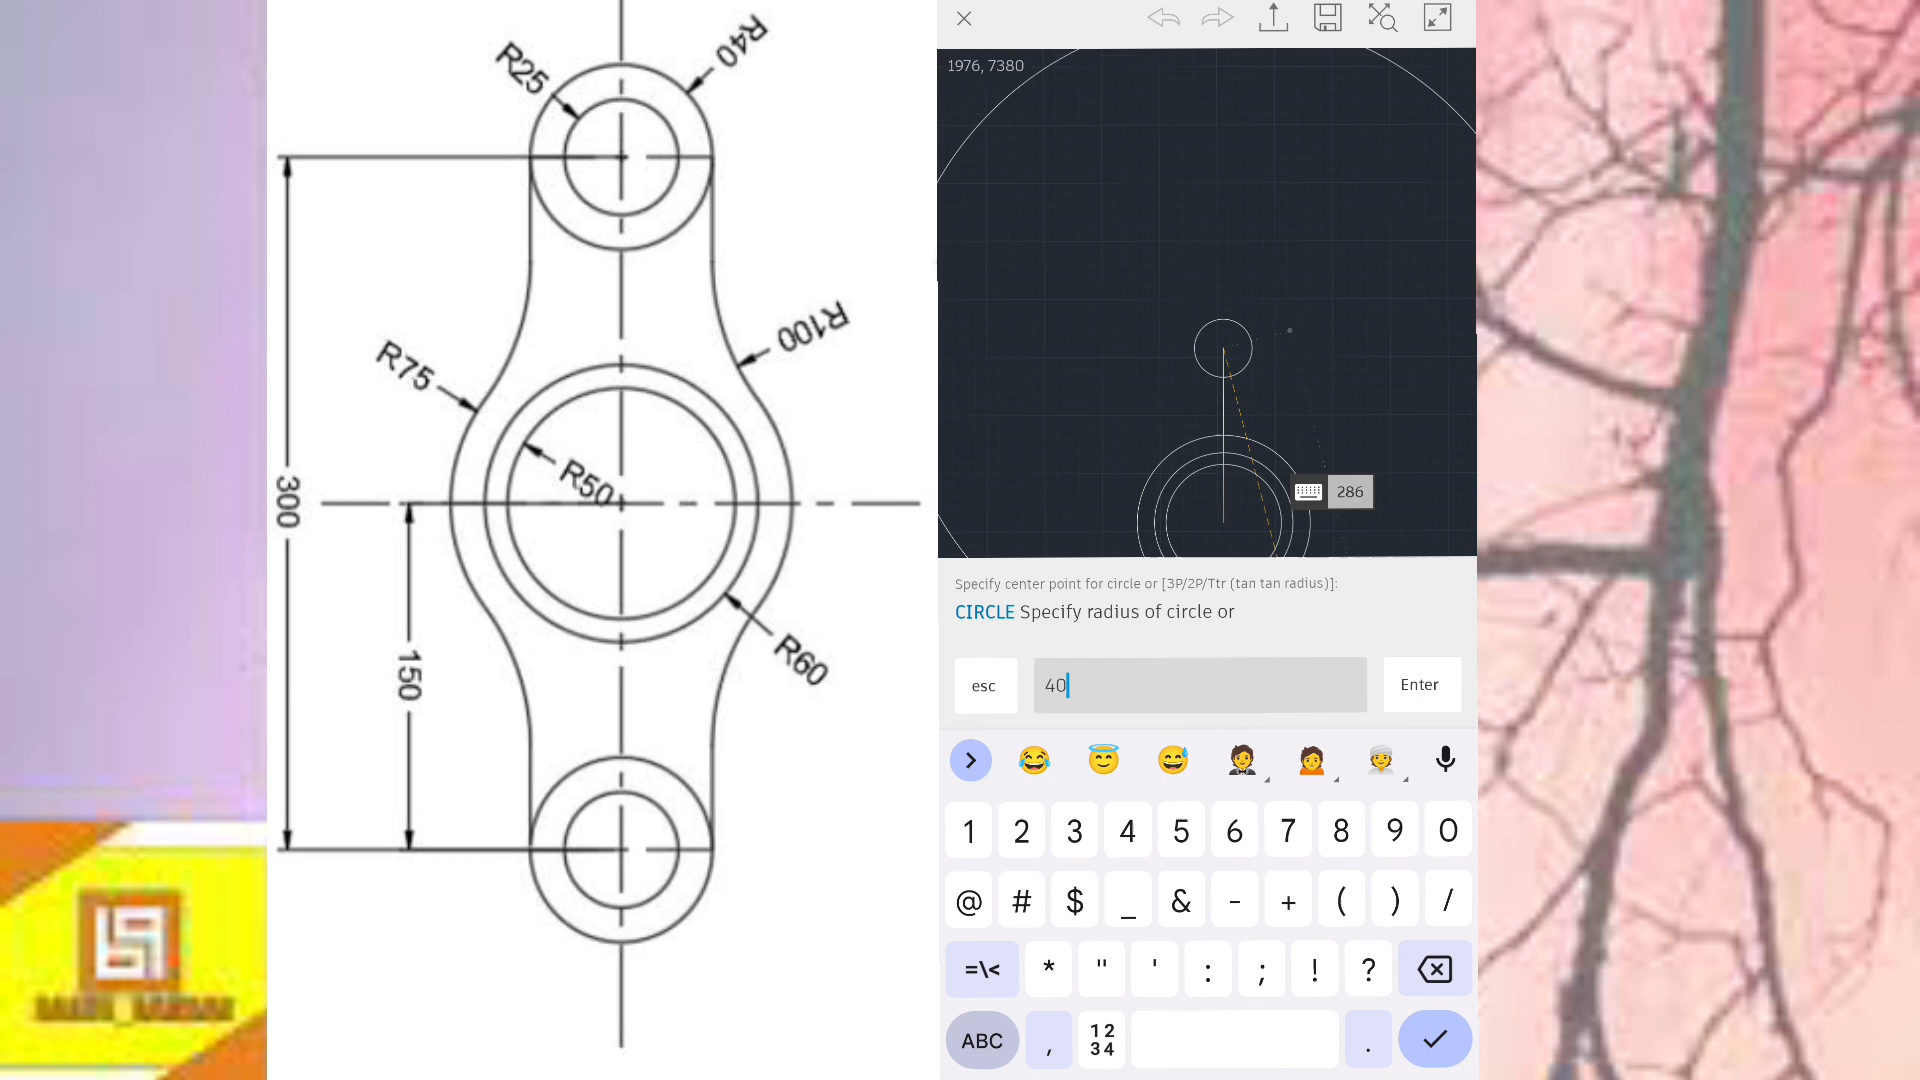 R25
R40
R100
R75
R50
300
150
R60
1976, 7380
286
Specify center point for circle or [3P/2P/Ttr (tan tan radius)]:
CIRCLE Specify radius of circle or
esc
40
Enter
1 2 3 4 5 6 7 8 9 0
@ # $ _ & - + ( ) /
=\< * " ' : ; ! ?
ABC , 12 .
34